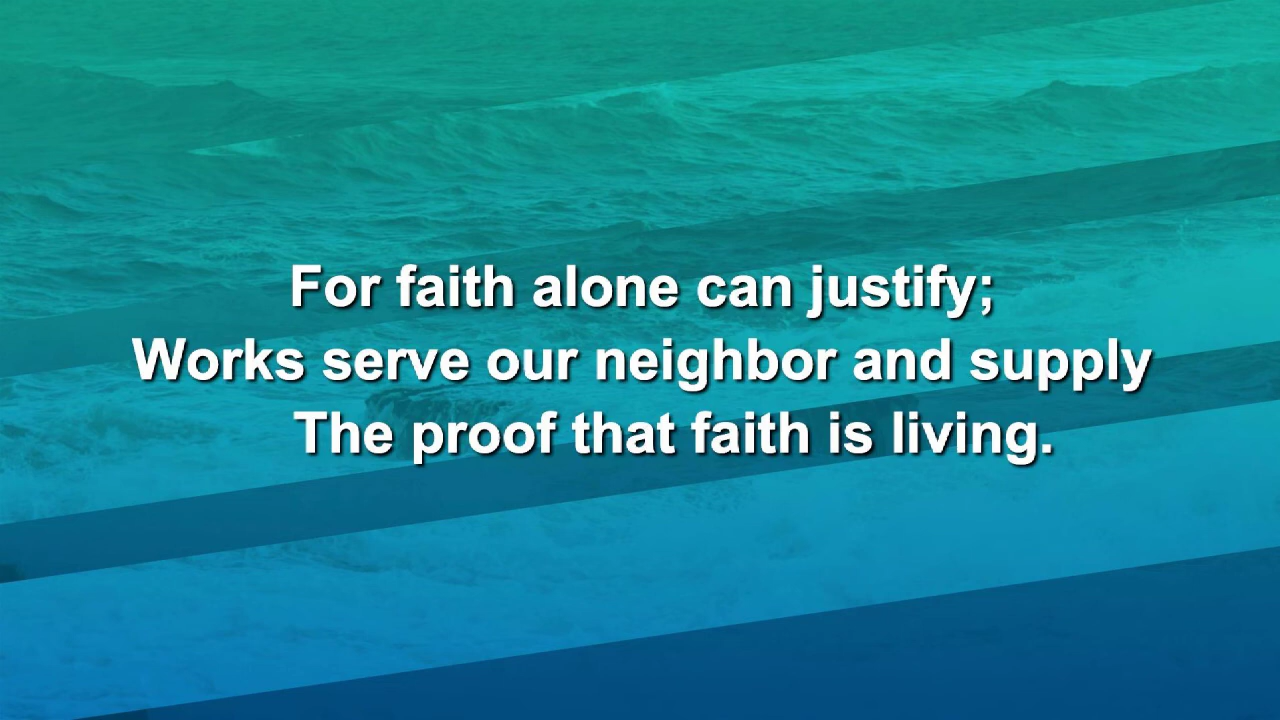 For faith alone can justify;
Works serve our neighbor and supply
The proof that faith is living.